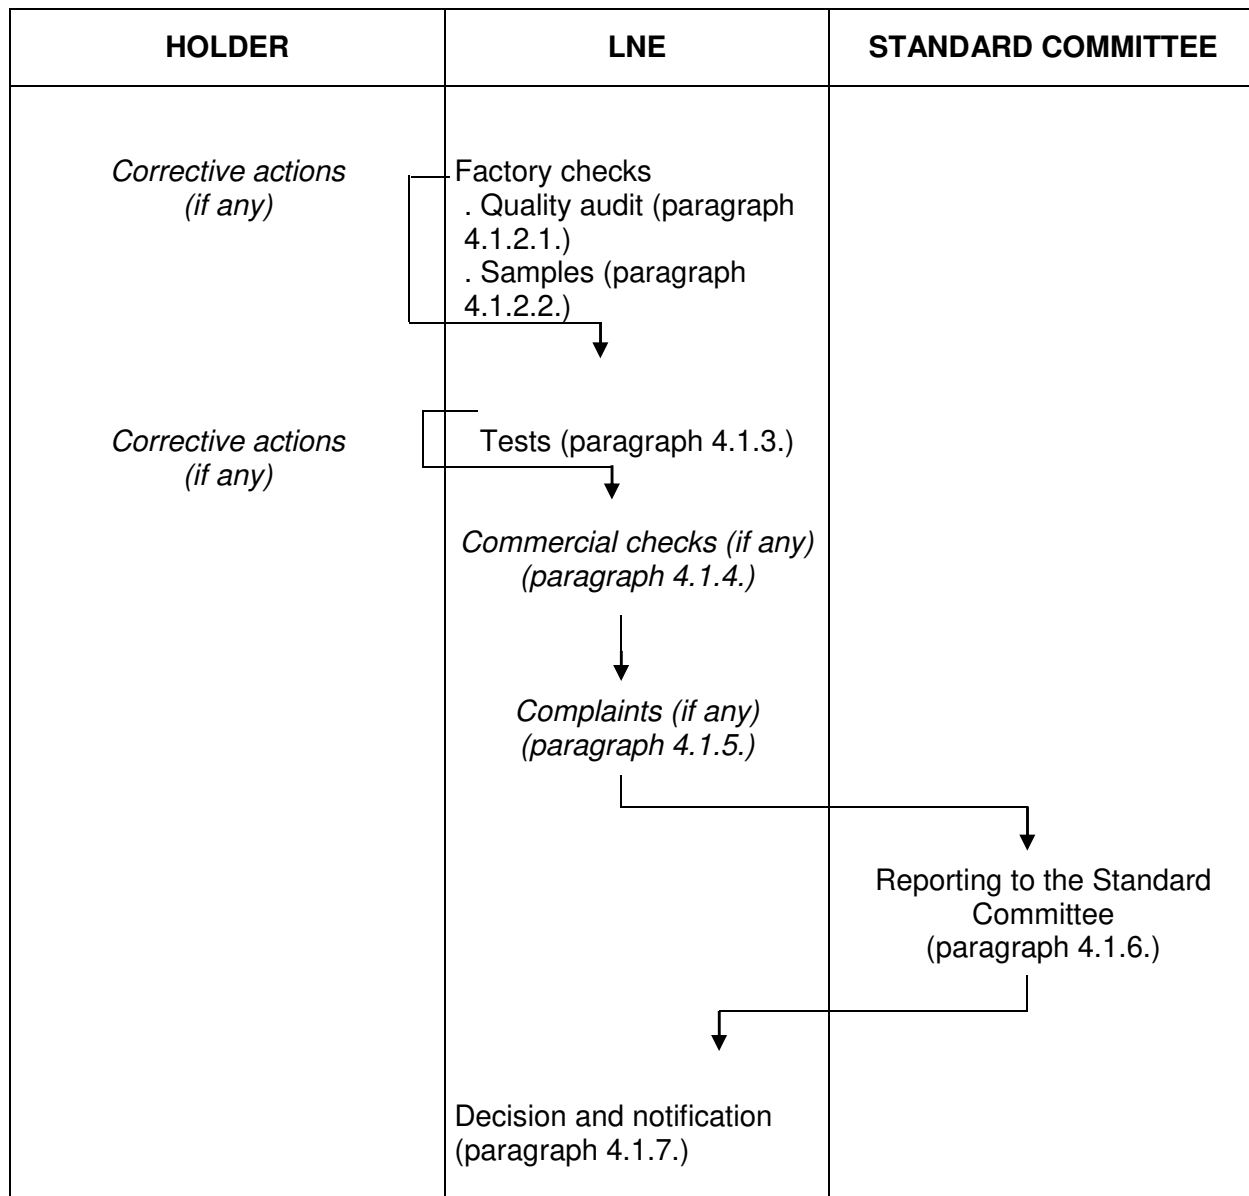 HOLDER
LNE
STANDARD COMMITTEE
Corrective actions
(if any)
Factory checks
. Quality audit (paragraph
4.1.2.1.)
. Samples (paragraph
4.1.2.2.)
Corrective actions
(if any)
Tests (paragraph 4.1.3.)
Commercial checks (if any)
(paragraph 4.1.4.)
Complaints (if any)
(paragraph 4.1.5.)
Reporting to the Standard
Committee
(paragraph 4.1.6.)
Decision and notification
(paragraph 4.1.7.)